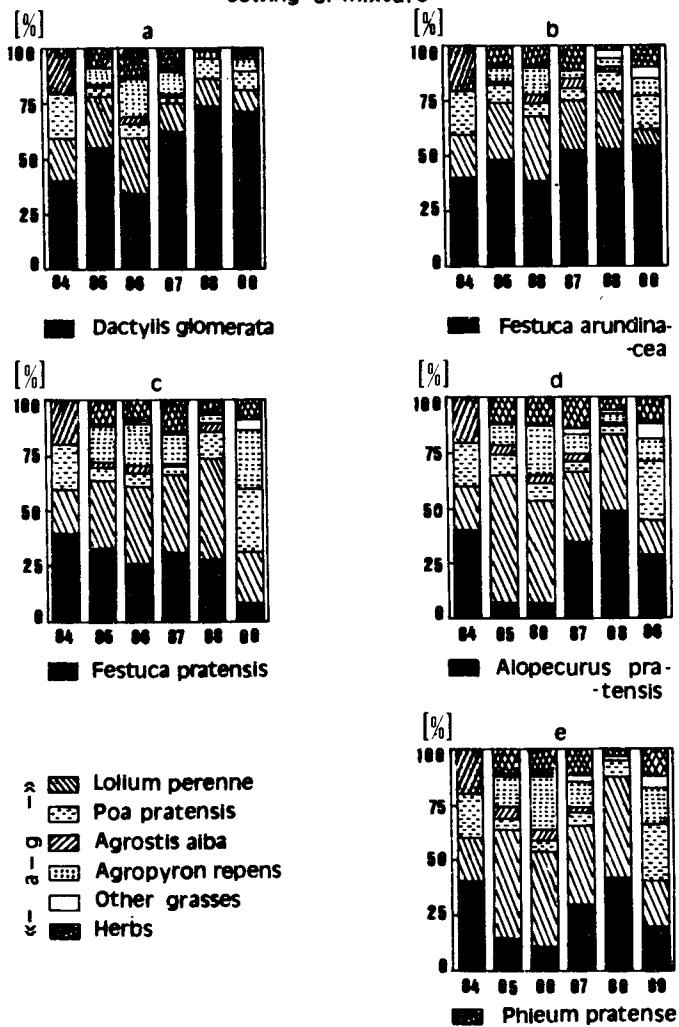 mixture
[%]
a
100
75
50
25
0
84 85 86 87 88 89
Dactylis glomerata
[%]
b
100
75
50
25
0
84 85 86 87 88 89
Festuca arundina-
-cea
[%]
c
100
75
50
25
0
84 85 86 87 88 89
Festuca pratensis
[%]
d
100
75
50
25
0
84 85 86 87 88 89
Alopecurus pra-
-tensis
a – g
Lolium perenne
Poa pratensis
Agrostis alba
Agropyron repens
Other grasses
Herbs
[%]
e
100
75
50
25
0
84 85 86 87 88 89
Phleum pratense